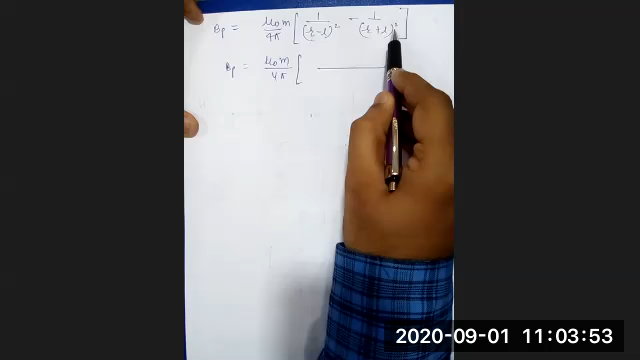 Bp = μ₀m/4π [ 1/(r-l)² - 1/(r+l)² ]
Bp = μ₀m/4π [
2020-09-01 11:03:53